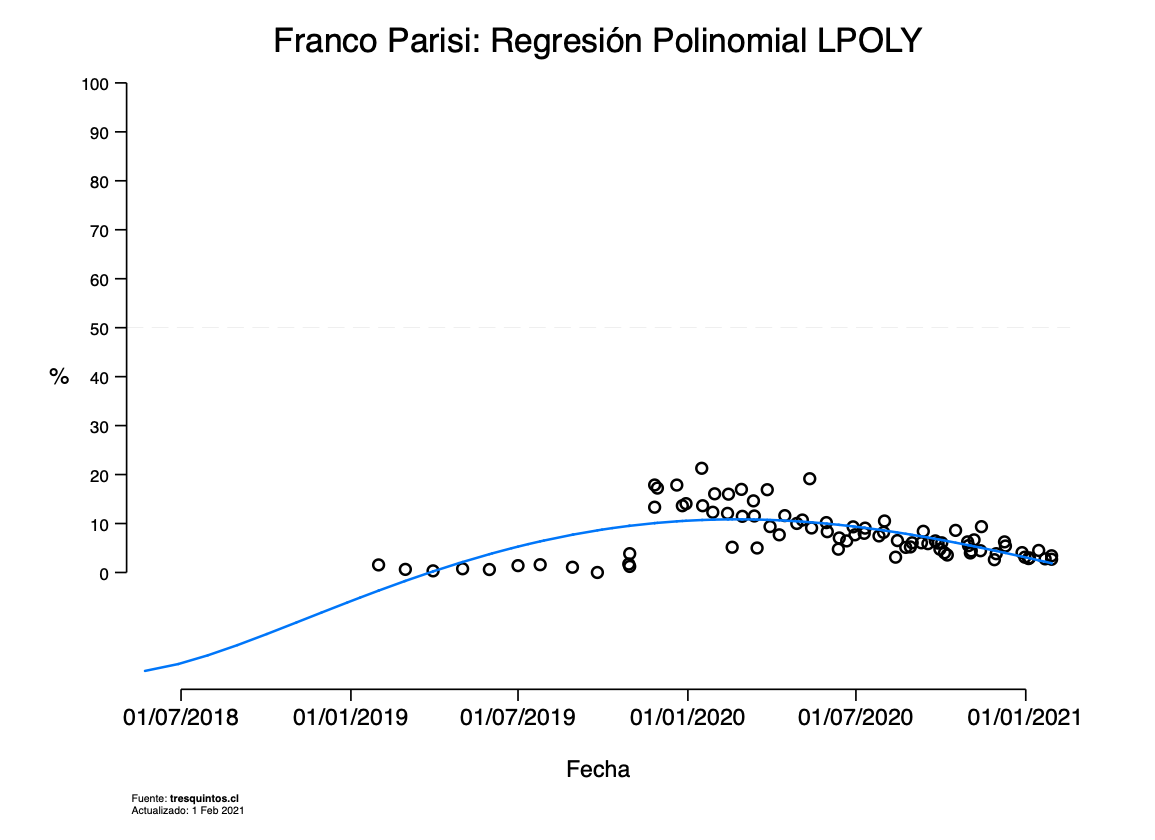 Franco Parisi: Regresión Polinomial LPOLY
100
90
80
70
60
50
%
40
30
20
10
0
01/07/2018 01/01/2019 01/07/2019 01/01/2020 01/07/2020 01/01/2021
Fecha
Fuente: tresquintos.cl
Actualizado: 1 Feb 2021